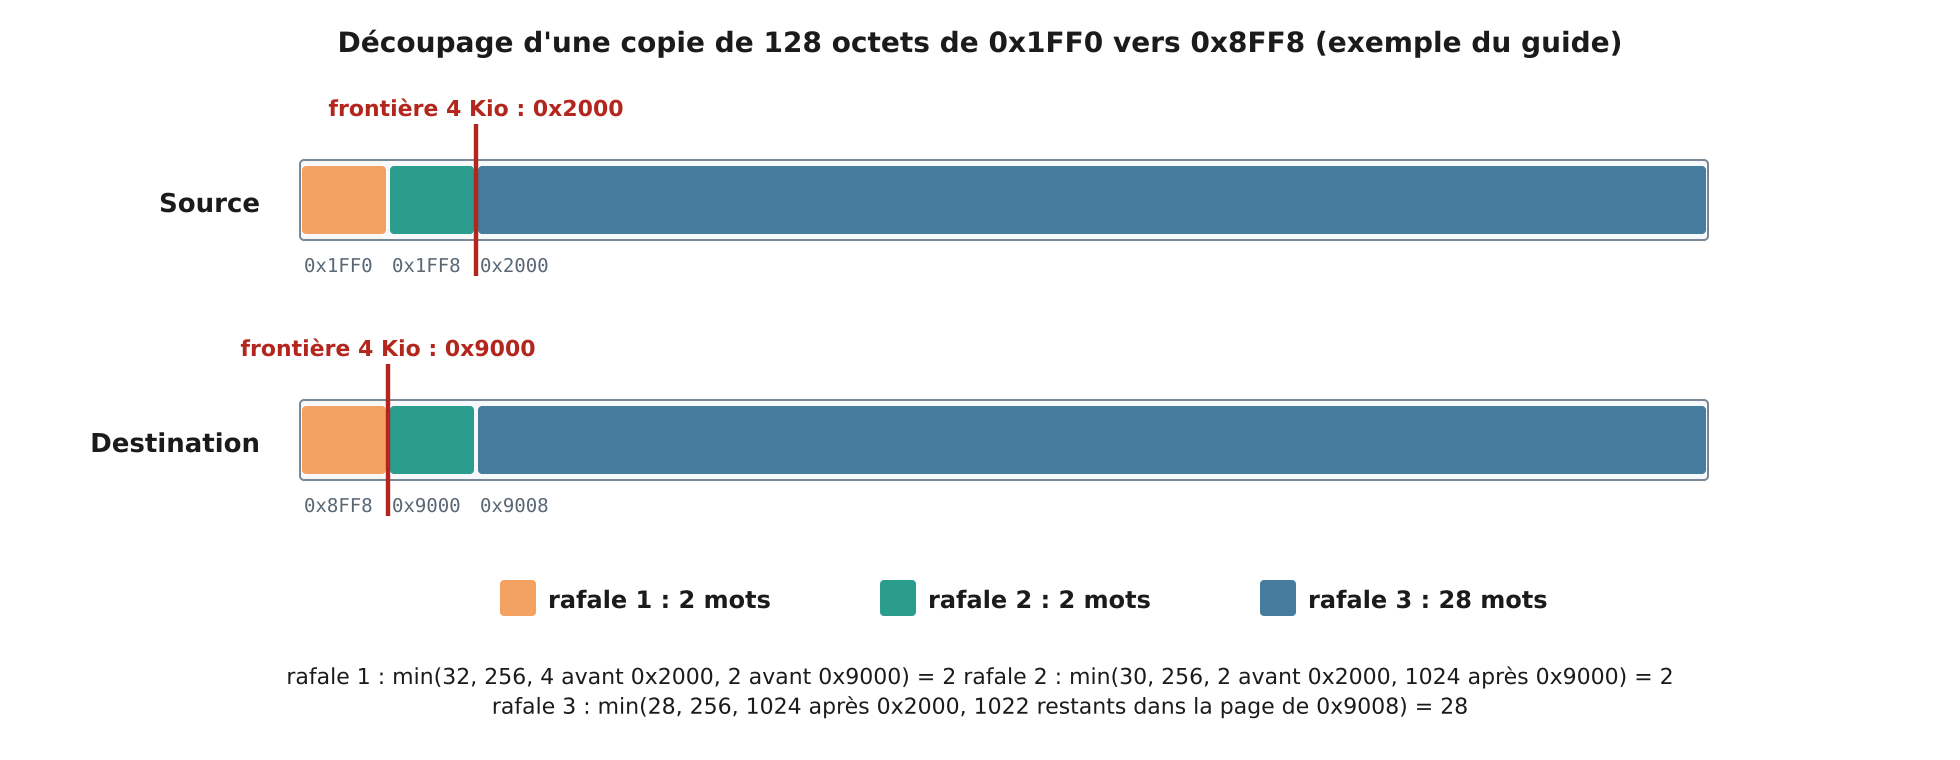 Découpage d'une copie de 128 octets de 0x1FF0 vers 0x8FF8 (exemple du guide)
frontière 4 Kio : 0x2000
Source
0x1FF0 0x1FF8 0x2000
frontière 4 Kio : 0x9000
Destination
0x8FF8 0x9000 0x9008
rafale 1 : 2 mots rafale 2 : 2 mots rafale 3 : 28 mots
rafale 1 : min(32, 256, 4 avant 0x2000, 2 avant 0x9000) = 2 rafale 2 : min(30, 256, 2 avant 0x2000, 1024 après 0x9000) = 2
rafale 3 : min(28, 256, 1024 après 0x2000, 1022 restants dans la page de 0x9008) = 28